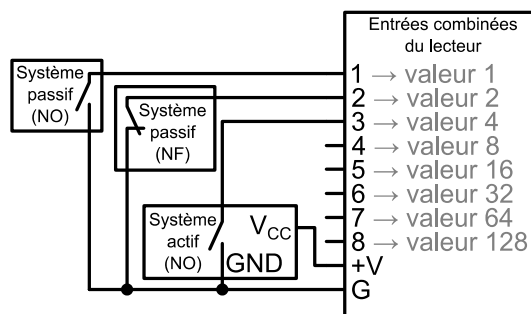 Entrées combinées
du lecteur
Système
passif
(NO)
Système
passif
(NF)
Système
actif
(NO)
VCC
GND
1 → valeur 1
2 → valeur 2
3 → valeur 4
4 → valeur 8
5 → valeur 16
6 → valeur 32
7 → valeur 64
8 → valeur 128
+V
G